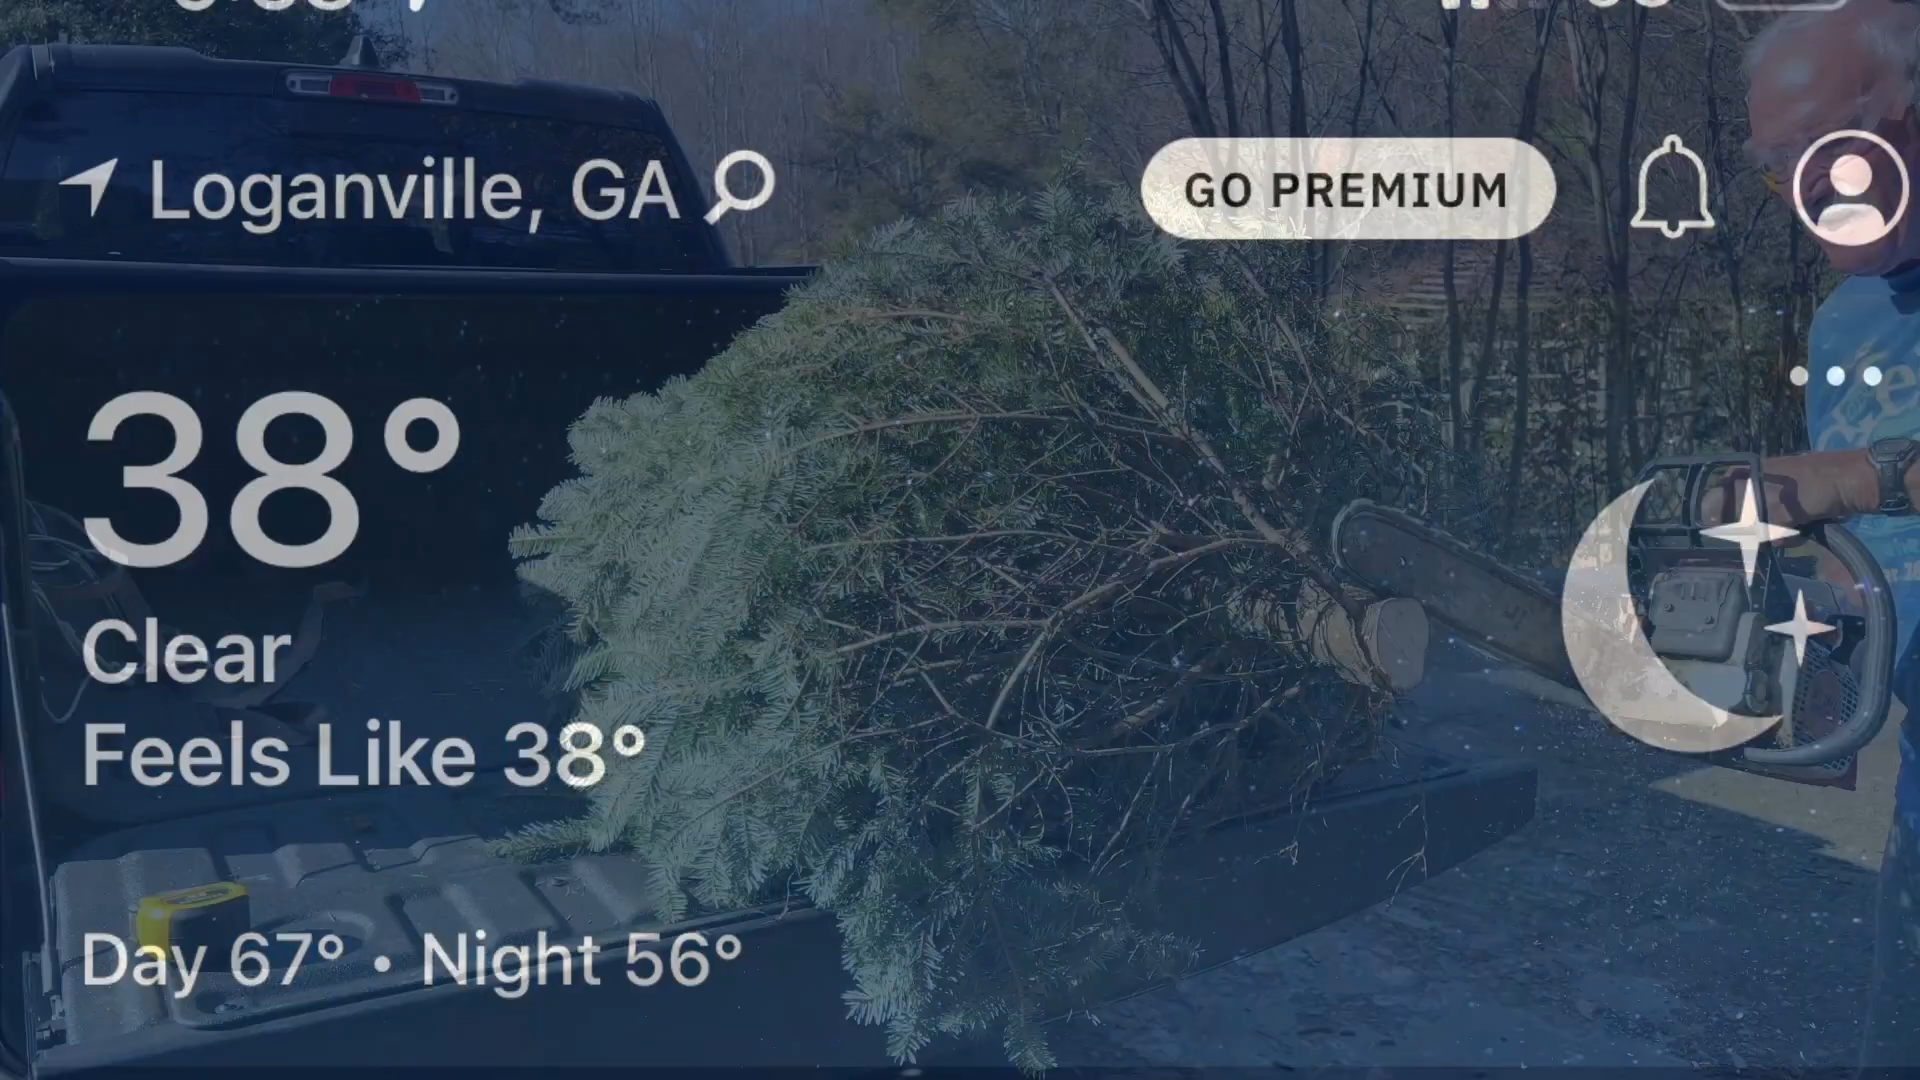 Loganville, GA
GO PREMIUM
38°
Clear
Feels Like 38°
Day 67° • Night 56°